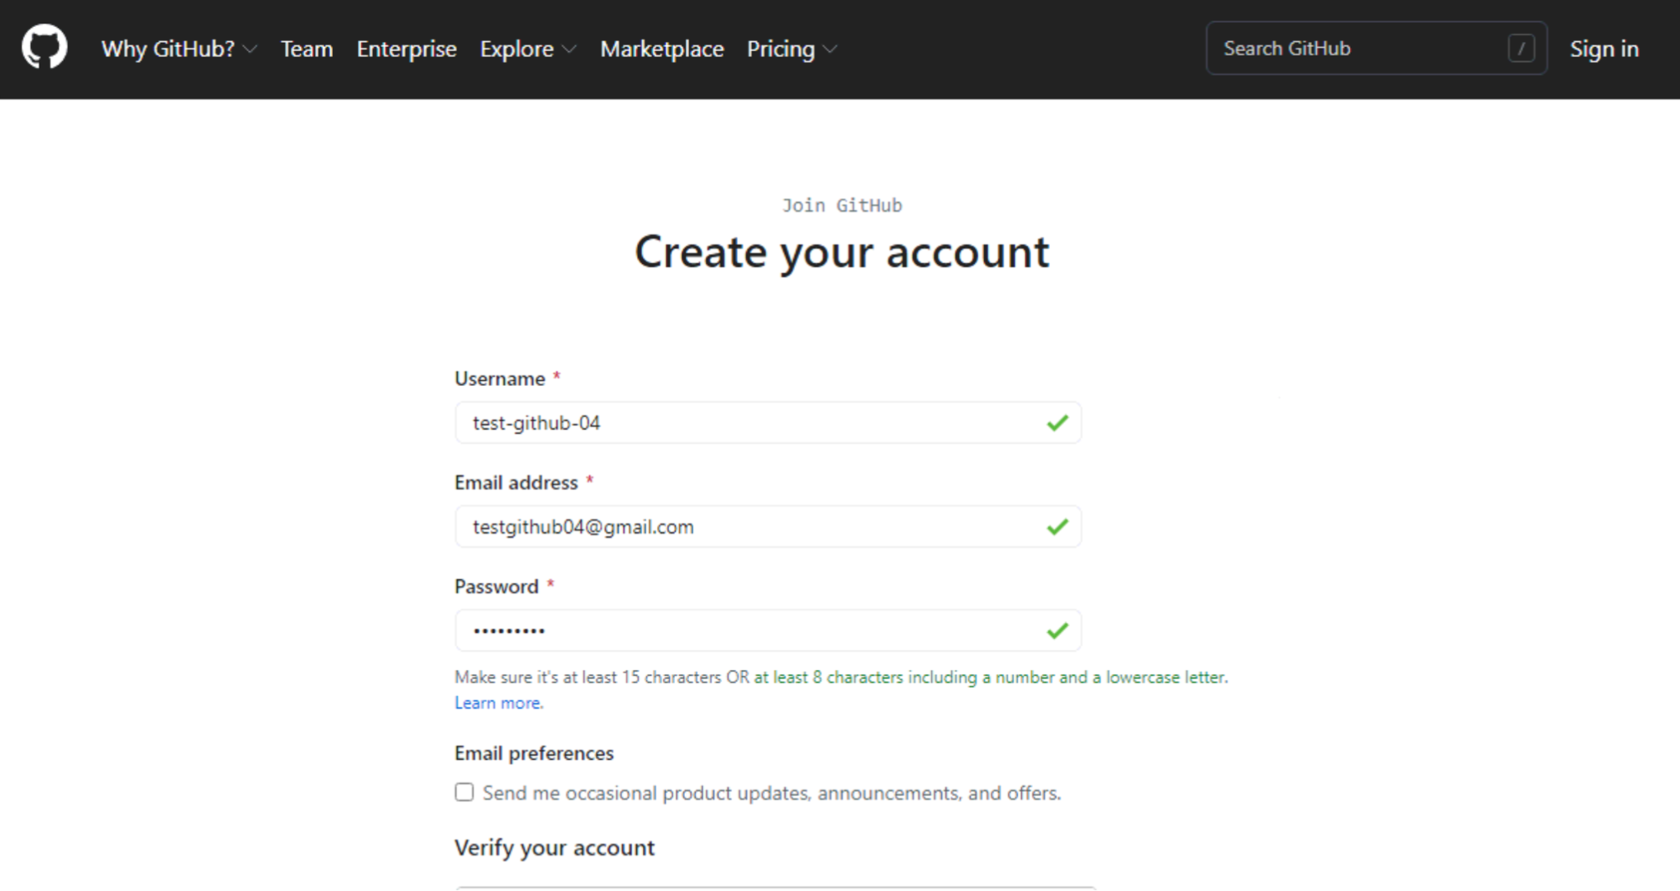 Why GitHub? Team Enterprise Explore Marketplace Pricing Search GitHub / Sign in
Join GitHub
Create your account
Username *
test-github-04
Email address *
testgithub04@gmail.com
Password *
•••••••••
Make sure it's at least 15 characters OR at least 8 characters including a number and a lowercase letter.
Learn more.
Email preferences
Send me occasional product updates, announcements, and offers.
Verify your account